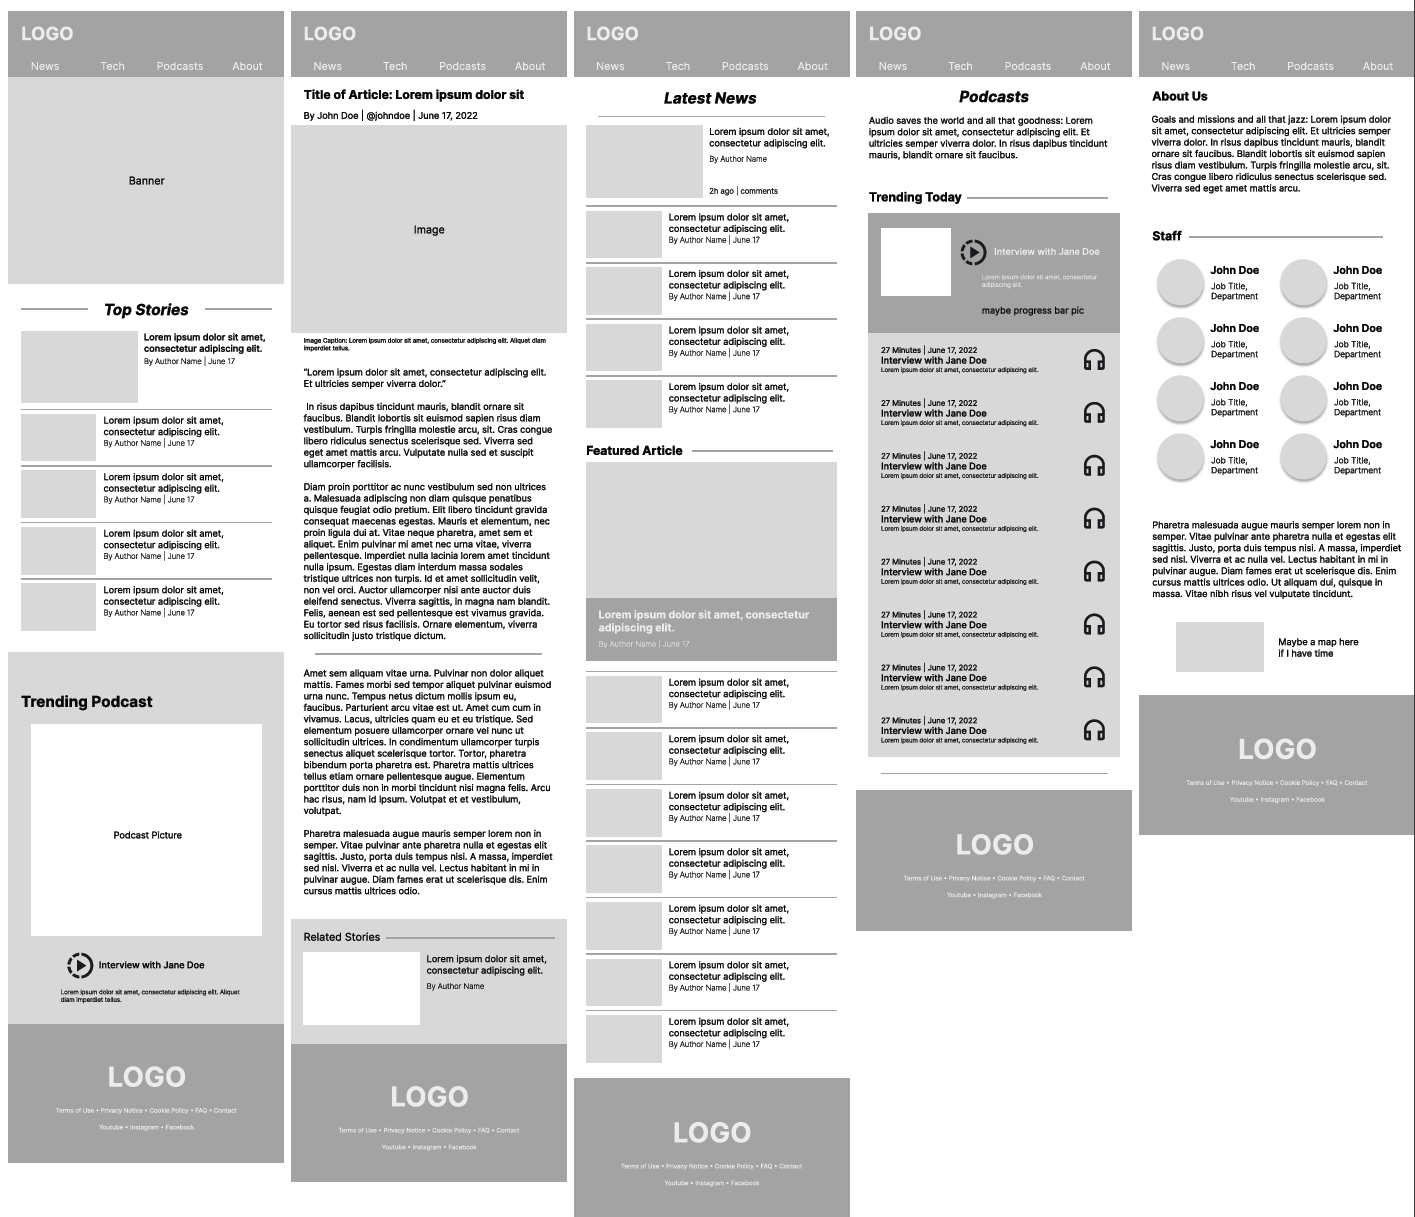 LOGO
News Tech Podcasts About
Banner
Top Stories
Lorem ipsum dolor sit amet,
consectetur adipiscing elit.
By Author Name | June 17
Lorem ipsum dolor sit amet,
consectetur adipiscing elit.
By Author Name | June 17
Lorem ipsum dolor sit amet,
consectetur adipiscing elit.
By Author Name | June 17
Lorem ipsum dolor sit amet,
consectetur adipiscing elit.
By Author Name | June 17
Lorem ipsum dolor sit amet,
consectetur adipiscing elit.
By Author Name | June 17
Trending Podcast
Podcast Picture
Interview with Jane Doe
Lorem ipsum dolor sit amet, consectetur adipiscing elit. Aliquet
diam imperdiet tellus.
LOGO
Terms of Use • Privacy Notice • Cookie Policy • FAQ • Contact
Youtube • Instagram • Facebook
LOGO
News Tech Podcasts About
Title of Article: Lorem ipsum dolor sit
By John Doe | @johndoe | June 17, 2022
Image
Image Caption: Lorem ipsum dolor sit amet, consectetur adipiscing elit. Aliquet diam
imperdiet tellus.
“Lorem ipsum dolor sit amet, consectetur adipiscing elit.
Et ultricies semper viverra dolor.”
In risus dapibus tincidunt mauris, blandit ornare sit
faucibus. Blandit lobortis sit euismod sapien risus diam
vestibulum. Turpis fringilla molestie arcu, sit. Cras congue
libero ridiculus senectus scelerisque sed. Viverra sed
eget amet mattis arcu. Vulputate nulla sed et suscipit
ullamcorper facilisis.
Diam proin porttitor ac nunc vestibulum sed non ultrices
a. Malesuada adipiscing non diam quisque penatibus
quisque feugiat odio pretium. Elit libero tincidunt gravida
consequat maecenas egestas. Mauris et elementum, nec
proin ligula dui at. Vitae neque pharetra, amet sem et
aliquet. Enim pulvinar mi amet nec urna vitae, viverra
pellentesque. Imperdiet nulla lacinia lorem amet tincidunt
nulla ipsum. Egestas diam interdum massa sodales
tristique ultrices non turpis. Id et amet sollicitudin velit,
non vel orci. Auctor ullamcorper nisi ante auctor duis
eleifend senectus. Viverra sagittis, in magna nam blandit.
Felis, aenean est sed pellentesque est vivamus gravida.
Eu tortor sed risus facilisis. Ornare elementum, viverra
sollicitudin justo tristique dictum.
Amet sem aliquam vitae urna. Pulvinar non dolor aliquet
mattis. Fames morbi sed tempor aliquet pulvinar euismod
urna nunc. Tempus netus dictum mollis ipsum eu,
faucibus. Parturient arcu vitae est ut. Amet cum cum in
vivamus. Lacus, ultricies quam eu et eu tristique. Sed
elementum posuere ullamcorper ornare vel nunc ut
sollicitudin ultrices. In condimentum ullamcorper turpis
senectus aliquet scelerisque tortor. Tortor, pharetra
bibendum porta pharetra est. Pharetra mattis ultrices
tellus etiam ornare pellentesque augue. Elementum
porttitor duis non in morbi tincidunt nisi magna felis. Arcu
hac risus, nam id ipsum. Volutpat et et vestibulum,
volutpat.
Pharetra malesuada augue mauris semper lorem non in
semper. Vitae pulvinar ante pharetra nulla et egestas elit
sagittis. Justo, porta duis tempus nisi. A massa, imperdiet
sed nisl. Viverra et ac nulla vel. Lectus habitant in mi in
pulvinar augue. Diam fames erat ut scelerisque dis. Enim
cursus mattis ultrices odio.
Related Stories
Lorem ipsum dolor sit amet,
consectetur adipiscing elit.
By Author Name
LOGO
Terms of Use • Privacy Notice • Cookie Policy • FAQ • Contact
Youtube • Instagram • Facebook
LOGO
News Tech Podcasts About
Latest News
Lorem ipsum dolor sit amet,
consectetur adipiscing elit.
By Author Name
2h ago | comments
Lorem ipsum dolor sit amet,
consectetur adipiscing elit.
By Author Name | June 17
Lorem ipsum dolor sit amet,
consectetur adipiscing elit.
By Author Name | June 17
Lorem ipsum dolor sit amet,
consectetur adipiscing elit.
By Author Name | June 17
Lorem ipsum dolor sit amet,
consectetur adipiscing elit.
By Author Name | June 17
Featured Article
Lorem ipsum dolor sit amet, consectetur
adipiscing elit.
By Author Name | June 17
Lorem ipsum dolor sit amet,
consectetur adipiscing elit.
By Author Name | June 17
Lorem ipsum dolor sit amet,
consectetur adipiscing elit.
By Author Name | June 17
Lorem ipsum dolor sit amet,
consectetur adipiscing elit.
By Author Name | June 17
Lorem ipsum dolor sit amet,
consectetur adipiscing elit.
By Author Name | June 17
Lorem ipsum dolor sit amet,
consectetur adipiscing elit.
By Author Name | June 17
Lorem ipsum dolor sit amet,
consectetur adipiscing elit.
By Author Name | June 17
Lorem ipsum dolor sit amet,
consectetur adipiscing elit.
By Author Name | June 17
LOGO
Terms of Use • Privacy Notice • Cookie Policy • FAQ • Contact
Youtube • Instagram • Facebook
LOGO
News Tech Podcasts About
Podcasts
Audio saves the world and all that goodness: Lorem
ipsum dolor sit amet, consectetur adipiscing elit. Et
ultricies semper viverra dolor. In risus dapibus tincidunt
mauris, blandit ornare sit faucibus.
Trending Today
Interview with Jane Doe
Lorem ipsum dolor sit amet, consectetur
adipiscing elit.
maybe progress bar pic
27 Minutes | June 17, 2022
Interview with Jane Doe
Lorem ipsum dolor sit amet, consectetur adipiscing elit.
27 Minutes | June 17, 2022
Interview with Jane Doe
Lorem ipsum dolor sit amet, consectetur adipiscing elit.
27 Minutes | June 17, 2022
Interview with Jane Doe
Lorem ipsum dolor sit amet, consectetur adipiscing elit.
27 Minutes | June 17, 2022
Interview with Jane Doe
Lorem ipsum dolor sit amet, consectetur adipiscing elit.
27 Minutes | June 17, 2022
Interview with Jane Doe
Lorem ipsum dolor sit amet, consectetur adipiscing elit.
27 Minutes | June 17, 2022
Interview with Jane Doe
Lorem ipsum dolor sit amet, consectetur adipiscing elit.
27 Minutes | June 17, 2022
Interview with Jane Doe
Lorem ipsum dolor sit amet, consectetur adipiscing elit.
27 Minutes | June 17, 2022
Interview with Jane Doe
Lorem ipsum dolor sit amet, consectetur adipiscing elit.
LOGO
Terms of Use • Privacy Notice • Cookie Policy • FAQ • Contact
Youtube • Instagram • Facebook
LOGO
News Tech Podcasts About
About Us
Goals and missions and all that jazz: Lorem ipsum dolor
sit amet, consectetur adipiscing elit. Et ultricies semper
viverra dolor. In risus dapibus tincidunt mauris, blandit
ornare sit faucibus. Blandit lobortis sit euismod sapien
risus diam vestibulum. Turpis fringilla molestie arcu, sit.
Cras congue libero ridiculus senectus scelerisque sed.
Viverra sed eget amet mattis arcu.
Staff
John Doe John Doe
Job Title, Job Title,
Department Department
John Doe John Doe
Job Title, Job Title,
Department Department
John Doe John Doe
Job Title, Job Title,
Department Department
John Doe John Doe
Job Title, Job Title,
Department Department
Pharetra malesuada augue mauris semper lorem non in
semper. Vitae pulvinar ante pharetra nulla et egestas elit
sagittis. Justo, porta duis tempus nisi. A massa, imperdiet
sed nisl. Viverra et ac nulla vel. Lectus habitant in mi in
pulvinar augue. Diam fames erat ut scelerisque dis. Enim
cursus mattis ultrices odio. Ut aliquam dui, quisque in
massa. Vitae nibh risus vel vulputate tincidunt.
Maybe a map here
if I have time
LOGO
Terms of Use • Privacy Notice • Cookie Policy • FAQ • Contact
Youtube • Instagram • Facebook